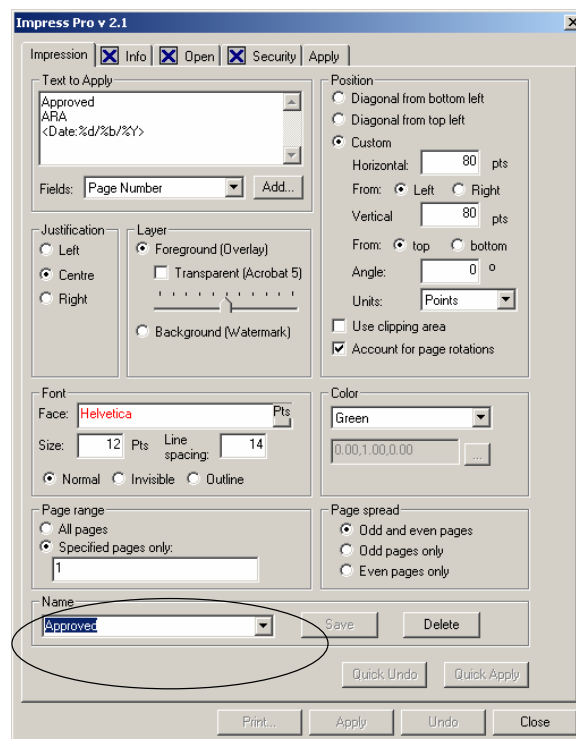 Impress Pro v 2.1
Impression Info Open Security Apply
Text to Apply
Approved
ARA
<Date:%d/%b/%Y>
Fields: Page Number Add...
Position
Diagonal from bottom left
Diagonal from top left
Custom
Horizontal: 80 pts
From: Left Right
Vertical 80 pts
From: top bottom
Angle: 0 o
Units: Points
Use clipping area
Account for page rotations
Justification
Left
Centre
Right
Layer
Foreground (Overlay)
Transparent (Acrobat 5)
Background (Watermark)
Font
Face: Helvetica Pts
Size: 12 Pts Line spacing: 14
Normal Invisible Outline
Color
Green
0.00,1.00,0.00 ...
Page range
All pages
Specified pages only:
1
Page spread
Odd and even pages
Odd pages only
Even pages only
Name
Approved Save Delete
Quick Undo Quick Apply
Print... Apply Undo Close